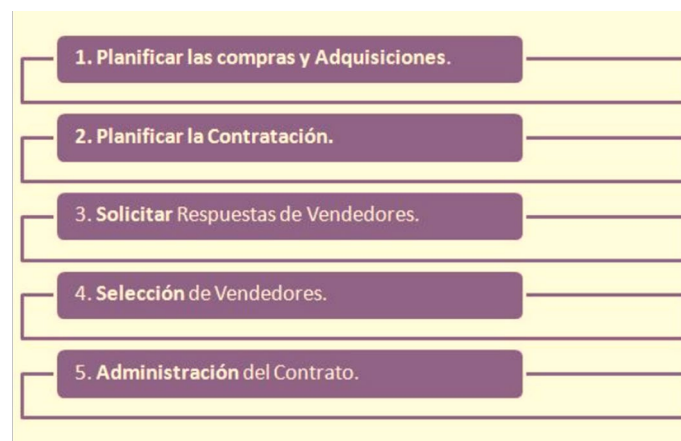 1. Planificar las compras y Adquisiciones.
2. Planificar la Contratación.
3. Solicitar Respuestas de Vendedores.
4. Selección de Vendedores.
5. Administración del Contrato.